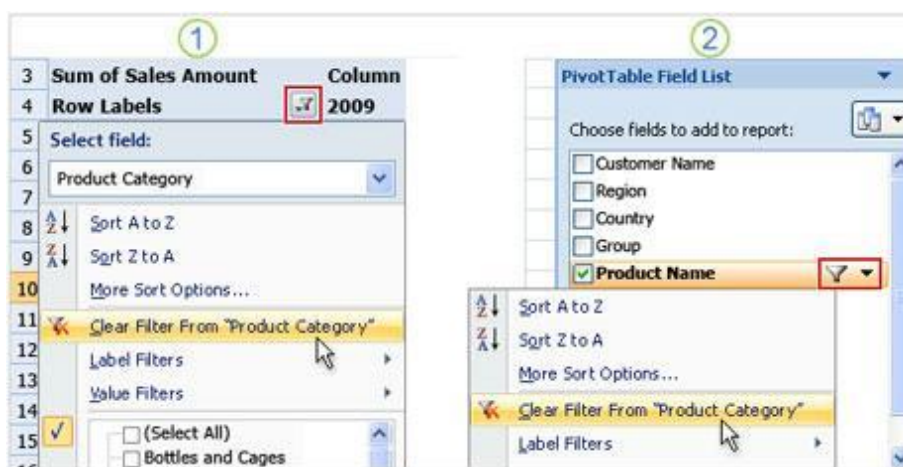 1
3 Sum of Sales Amount Column
4 Row Labels 2009
5 Select field:
6 Product Category
7
8 Sort A to Z
9 Sort Z to A
10 More Sort Options...
11 Clear Filter From "Product Category"
12 Label Filters
13 Value Filters
14
15 (Select All)
Bottles and Cages
2
PivotTable Field List
Choose fields to add to report:
Customer Name
Region
Country
Group
Product Name
Sort A to Z
Sort Z to A
More Sort Options...
Clear Filter From "Product Category"
Label Filters